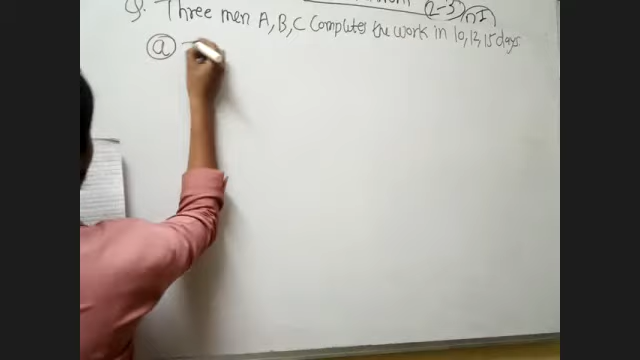 Q. Three men A, B, C Completes the work in 10, 12, 15 days.
(a)